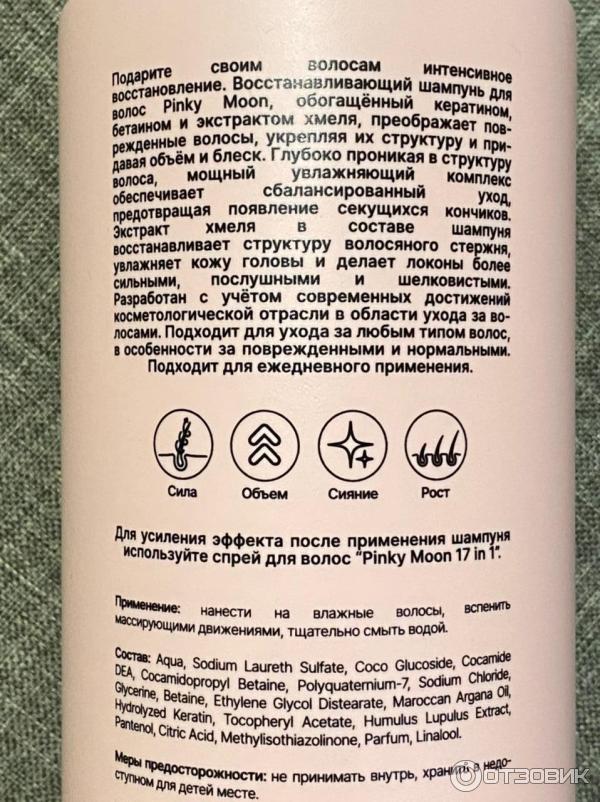 Подарите своим волосам интенсивное
восстановление. Восстанавливающий шампунь для
волос Pinky Moon, обогащённый кератином,
бетаином и экстрактом хмеля, преображает пов-
режденные волосы, укрепляя их структуру и при-
давая объём и блеск. Глубоко проникая в структуру
волоса, мощный увлажняющий комплекс
обеспечивает сбалансированный уход,
предотвращая появление секущихся кончиков.
Экстракт хмеля в составе шампуня
восстанавливает структуру волосяного стержня,
увлажняет кожу головы и делает локоны более
сильными, послушными и шелковистыми.
Разработан с учётом современных достижений
косметологической отрасли в области ухода за во-
лосами. Подходит для ухода за любым типом волос,
в особенности за поврежденными и нормальными.
Подходит для ежедневного применения.
Сила Объем Сияние Рост
Для усиления эффекта после применения шампуня
используйте спрей для волос "Pinky Moon 17 in 1".
Применение: нанести на влажные волосы, вспенить
массирующими движениями, тщательно смыть водой.
Состав: Aqua, Sodium Laureth Sulfate, Coco Glucoside, Cocamide
DEA, Cocamidopropyl Betaine, Polyquaternium-7, Sodium Chloride,
Glycerine, Betaine, Ethylene Glycol Distearate, Maroccan Argana Oil,
Hydrolyzed Keratin, Tocopheryl Acetate, Humulus Lupulus Extract,
Pantenol, Citric Acid, Methylisothiazolinone, Parfum, Linalool.
Меры предосторожности: не принимать внутрь, хранить в недо-
ступном для детей месте.
ОТЗОВИК